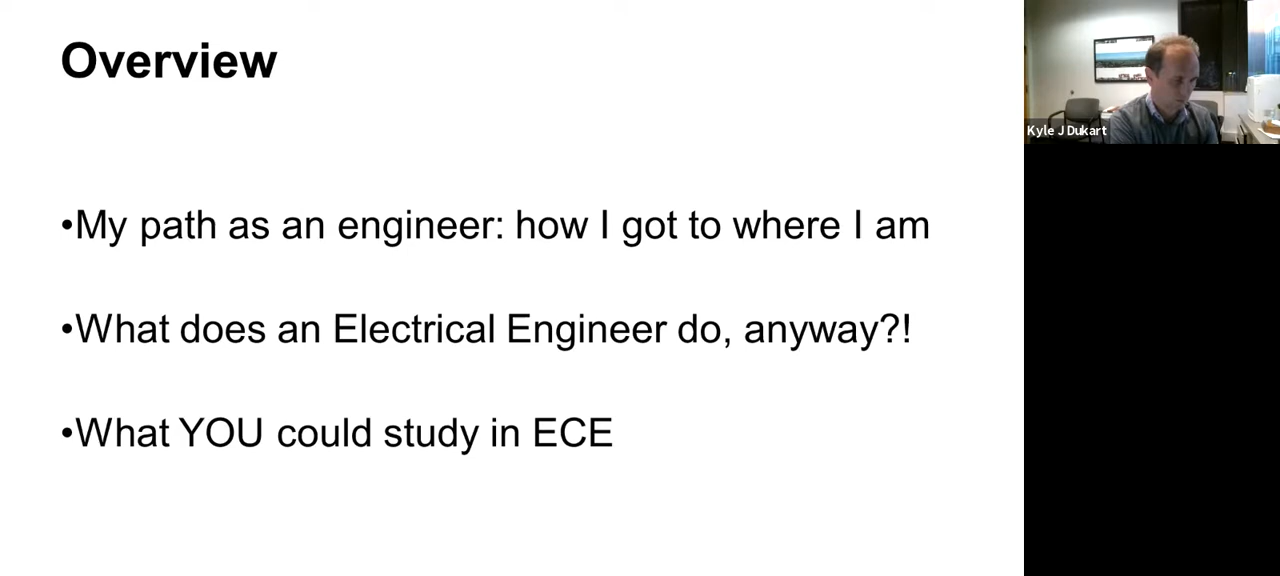 Overview
•My path as an engineer: how I got to where I am
•What does an Electrical Engineer do, anyway?!
•What YOU could study in ECE
Kyle J Dukart